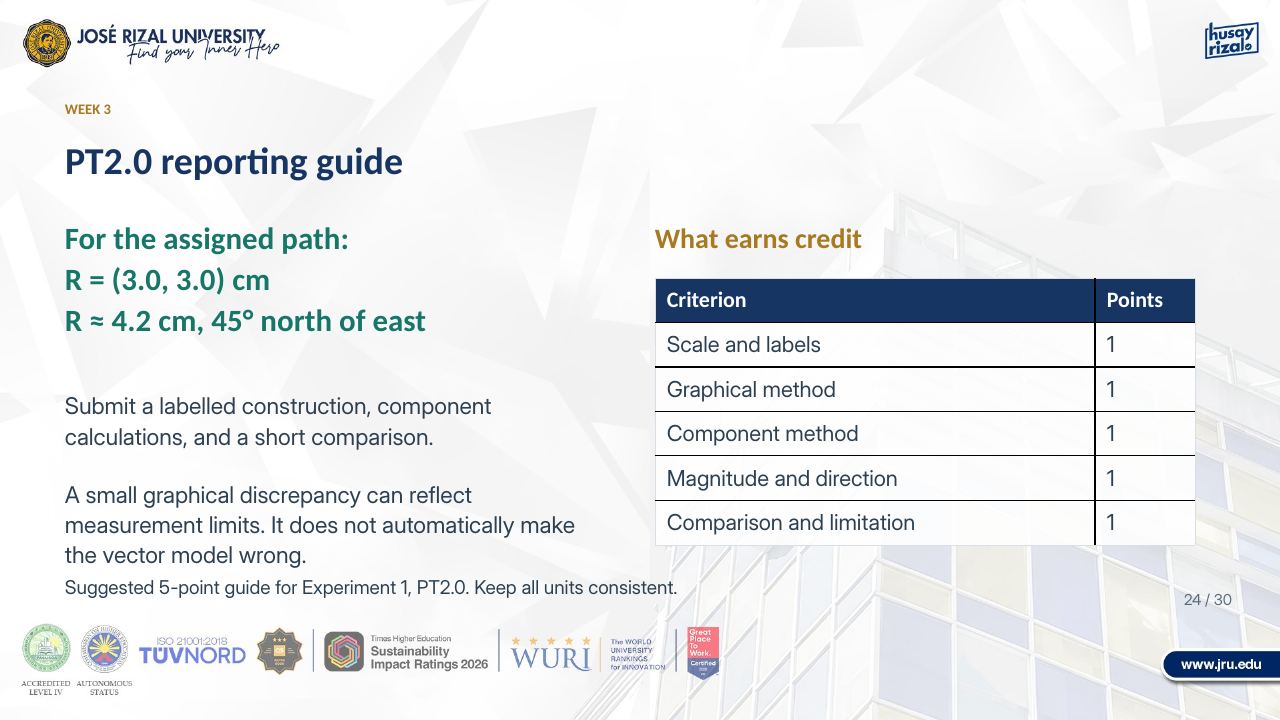 JOSÉ RIZAL UNIVERSITY
Find your Inner Hero
husay
rizal
WEEK 3
PT2.0 reporting guide
For the assigned path:
R = (3.0, 3.0) cm
R ≈ 4.2 cm, 45° north of east
Submit a labelled construction, component
calculations, and a short comparison.
A small graphical discrepancy can reflect
measurement limits. It does not automatically make
the vector model wrong.
Suggested 5-point guide for Experiment 1, PT2.0. Keep all units consistent.
What earns credit
Criterion Points
Scale and labels 1
Graphical method 1
Component method 1
Magnitude and direction 1
Comparison and limitation 1
24 / 30
ACCREDITED
LEVEL IV
AUTONOMOUS
STATUS
ISO 21001:2018
TÜVNORD
Times Higher Education
Sustainability
Impact Ratings 2026
WURI
The WORLD
UNIVERSITY
RANKINGS
for INNOVATION
Great
Place
To
Work.
Certified
www.jru.edu